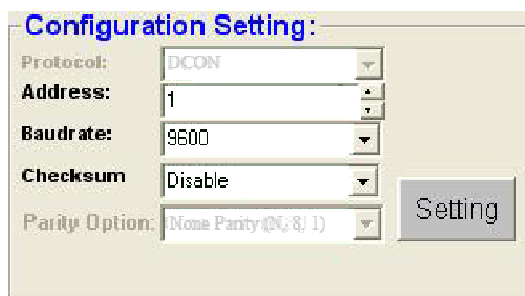 Configuration Setting:
Protocol: DCON
Address: 1
Baudrate: 9600
Checksum Disable
Parity Option: None Parity (N, 8, 1)
Setting